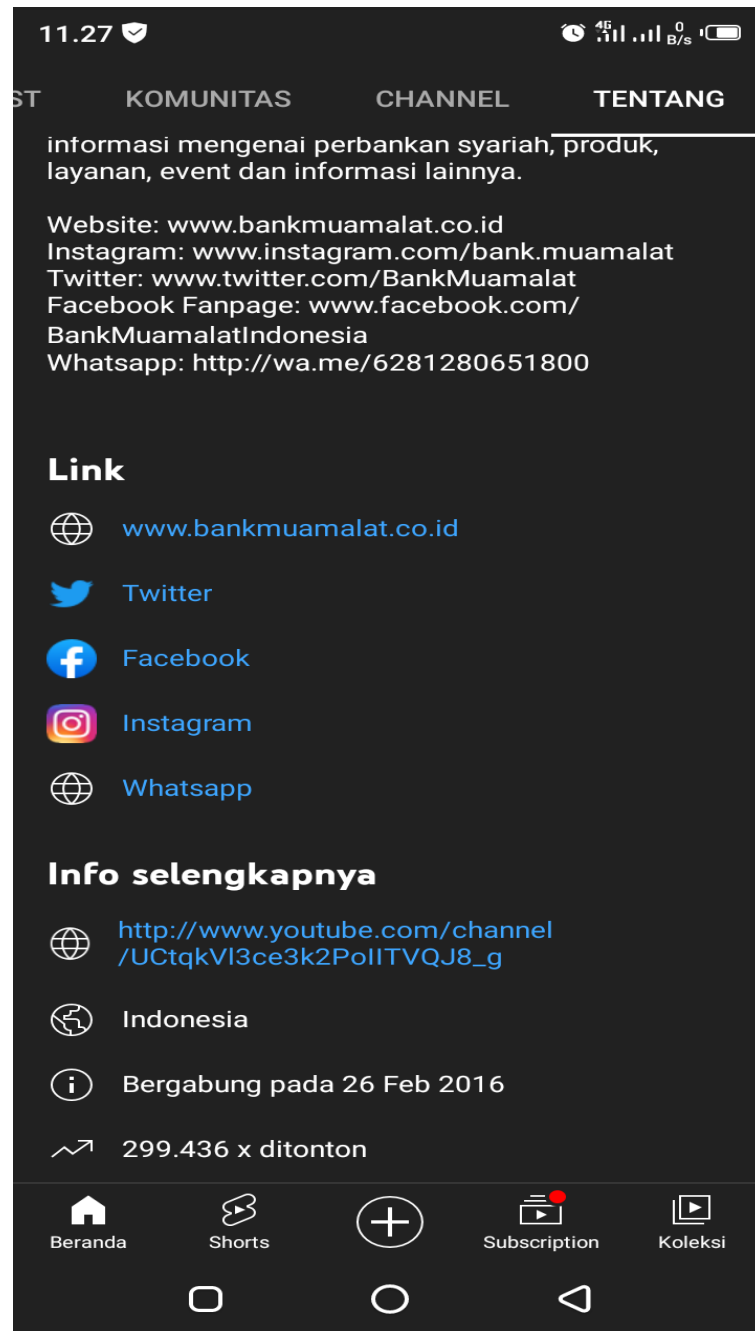 11.27
4G
0
B/s
ST KOMUNITAS CHANNEL TENTANG
informasi mengenai perbankan syariah, produk,
layanan, event dan informasi lainnya.
Website: www.bankmuamalat.co.id
Instagram: www.instagram.com/bank.muamalat
Twitter: www.twitter.com/BankMuamalat
Facebook Fanpage: www.facebook.com/
BankMuamalatIndonesia
Whatsapp: http://wa.me/6281280651800
Link
www.bankmuamalat.co.id
Twitter
Facebook
Instagram
Whatsapp
Info selengkapnya
http://www.youtube.com/channel
/UCtqkVl3ce3k2PoIITVQJ8_g
Indonesia
Bergabung pada 26 Feb 2016
299.436 x ditonton
Beranda Shorts Subscription Koleksi